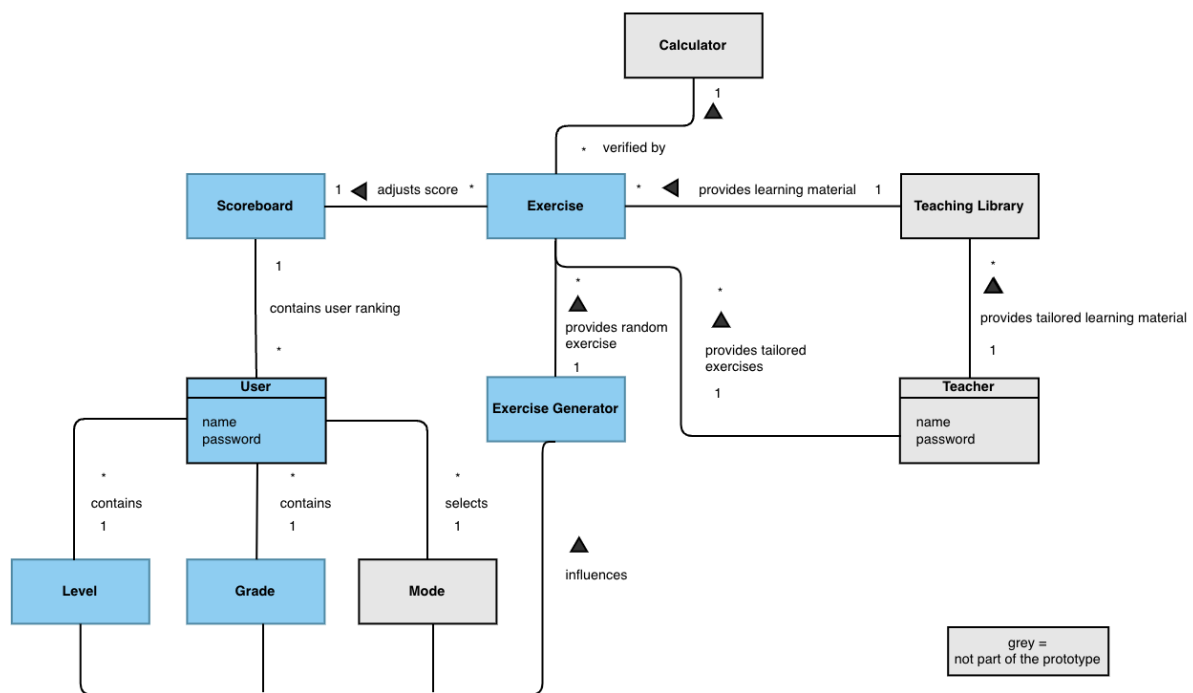 Calculator
1
* verified by
Scoreboard
1 adjusts score *
Exercise
* provides learning material 1
Teaching Library
1
contains user ranking
*
*
provides random
exercise
1
*
provides tailored
exercises
1
*
provides tailored learning material
1
User
name
password
Exercise Generator
Teacher
name
password
*
contains
1
*
contains
1
*
selects
1
Level
Grade
Mode
influences
grey =
not part of the prototype